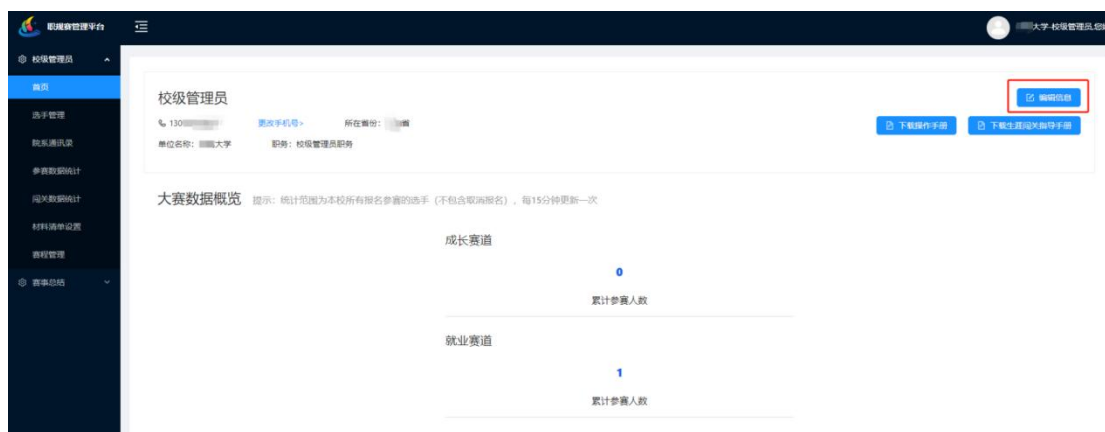 职规赛管理平台
大学-校级管理员,您
校级管理员
首页
选手管理
院系通讯录
参赛数据统计
闯关数据统计
材料清单设置
赛程管理
赛事总结
校级管理员
编辑信息
130
更改手机号>
所在省份:
省
下载操作手册
下载生涯闯关指导手册
单位名称:
大学
职务:校级管理员职务
大赛数据概览
提示:统计范围为本校所有报名参赛的选手(不包含取消报名),每15分钟更新一次
成长赛道
0
累计参赛人数
就业赛道
1
累计参赛人数